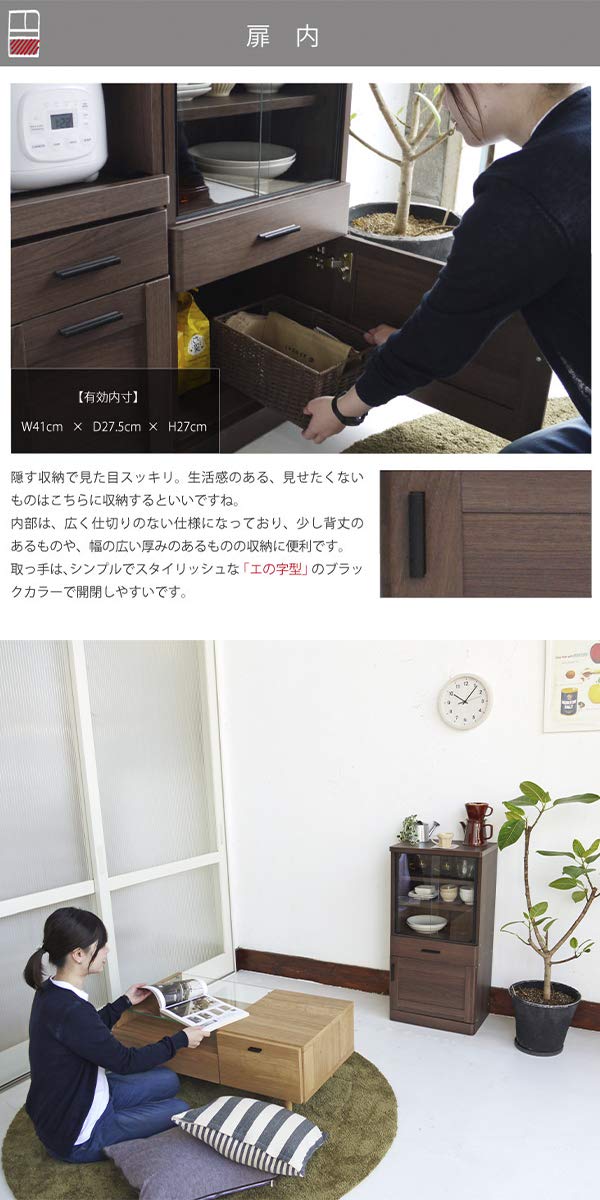 扉 内
【有効内寸】
W41cm × D27.5cm × H27cm
隠す収納で見た目スッキリ。生活感のある、見せたくない
ものはこちらに収納するといいですね。
内部は、広く仕切りのない仕様になっており、少し背丈の
あるものや、幅の広い厚みのあるものの収納に便利です。
取っ手は、シンプルでスタイリッシュな「エの字型」のブラッ
クカラーで開閉しやすいです。